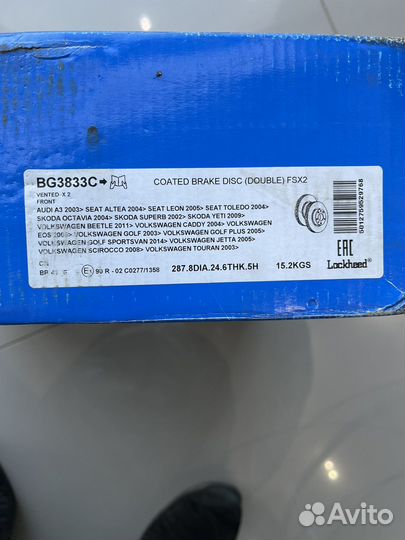 BG3833C
COATED BRAKE DISC (DOUBLE) FSX2
VENTED X 2
FRONT
AUDI A3 2003> SEAT ALTEA 2004> SEAT LEON 2005> SEAT TOLEDO 2004>
SKODA OCTAVIA 2004> SKODA SUPERB 2002> SKODA YETI 2009>
VOLKSWAGEN BEETLE 2011> VOLKSWAGEN CADDY 2004> VOLKSWAGEN
EOS 2006> VOLKSWAGEN GOLF 2003> VOLKSWAGEN GOLF PLUS 2005>
VOLKSWAGEN GOLF SPORTSVAN 2014> VOLKSWAGEN JETTA 2005>
VOLKSWAGEN SCIROCCO 2008> VOLKSWAGEN TOURAN 2003>
CN
E1 90 R - 02 C0277/1358
287.8DIA.24.6THK.5H
15.2KGS
5012759529768
EAC
Lockheed®
Avito